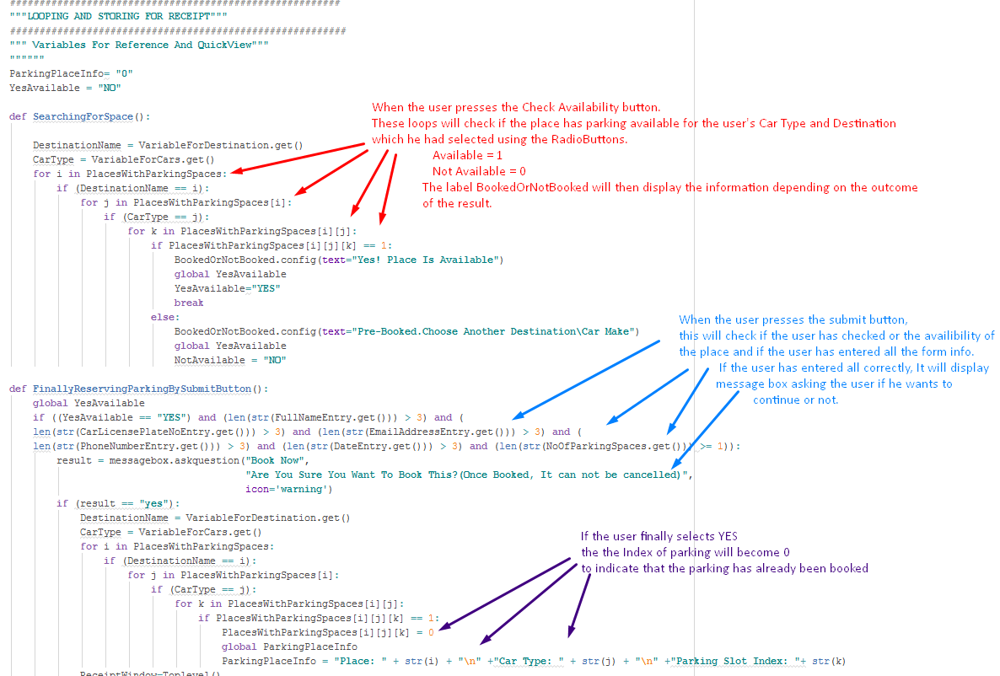 ########################################################
"""LOOPING AND STORING FOR RECEIPT"""
#########################################################
""" Variables For Reference And QuickView"""
""""""
ParkingPlaceInfo= "0"
YesAvailable = "NO"
def SearchingForSpace():
When the user presses the Check Availability button.
These loops will check if the place has parking available for the user's Car Type and Destination
which he had selected using the RadioButtons.
Available = 1
Not Available = 0
The label BookedOrNotBooked will then display the information depending on the outcome
of the result.
DestinationName = VariableForDestination.get()
CarType = VariableForCars.get()
for i in PlacesWithParkingSpaces:
if (DestinationName == i):
for j in PlacesWithParkingSpaces[i]:
if (CarType == j):
for k in PlacesWithParkingSpaces[i][j]:
if PlacesWithParkingSpaces[i][j][k] == 1:
BookedOrNotBooked.config(text="Yes! Place Is Available")
global YesAvailable
YesAvailable="YES"
break
else:
BookedOrNotBooked.config(text="Pre-Booked.Choose Another Destination\Car Make")
global YesAvailable
NotAvailable = "NO"
When the user presses the submit button,
this will check if the user has checked or the availibility of
the place and if the user has entered all the form info.
If the user has entered all correctly, It will display
message box asking the user if he wants to
continue or not.
def FinallyReservingParkingBySubmitButton():
global YesAvailable
if ((YesAvailable == "YES") and (len(str(FullNameEntry.get())) > 3) and (
len(str(CarLicensePlateNoEntry.get())) > 3) and (len(str(EmailAddressEntry.get())) > 3) and (
len(str(PhoneNumberEntry.get())) > 3) and (len(str(DateEntry.get())) > 3) and (len(str(NoOfParkingSpaces.get())) >= 1)):
result = messagebox.askquestion("Book Now",
"Are You Sure You Want To Book This?(Once Booked, It can not be cancelled)",
icon='warning')
if (result == "yes"):
DestinationName = VariableForDestination.get()
CarType = VariableForCars.get()
for i in PlacesWithParkingSpaces:
if (DestinationName == i):
for j in PlacesWithParkingSpaces[i]:
if (CarType == j):
for k in PlacesWithParkingSpaces[i][j]:
if PlacesWithParkingSpaces[i][j][k] == 1:
PlacesWithParkingSpaces[i][j][k] = 0
global ParkingPlaceInfo
ParkingPlaceInfo = "Place: " + str(i) + "\n" +"Car Type: " + str(j) + "\n" +"Parking Slot Index: "+ str(k)
If the user finally selects YES
the the Index of parking will become 0
to indicate that the parking has already been booked
ReceiptWindow=Toplevel()